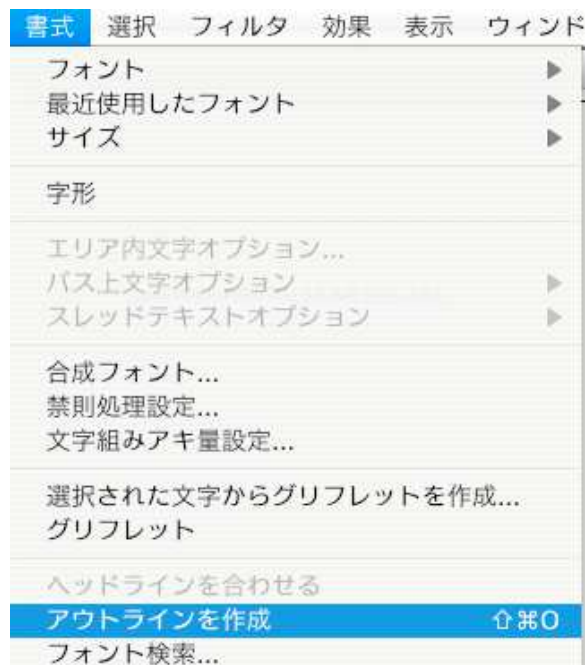 書式 選択 フィルタ 効果 表示 ウィンド
フォント
最近使用したフォント
サイズ
字形
エリア内文字オプション...
パス上文字オプション
スレッドテキストオプション
合成フォント...
禁則処理設定...
文字組みアキ量設定...
選択された文字からグリフレットを作成...
グリフレット
ヘッドラインを合わせる
アウトラインを作成 ⇧⌘O
フォント検索...